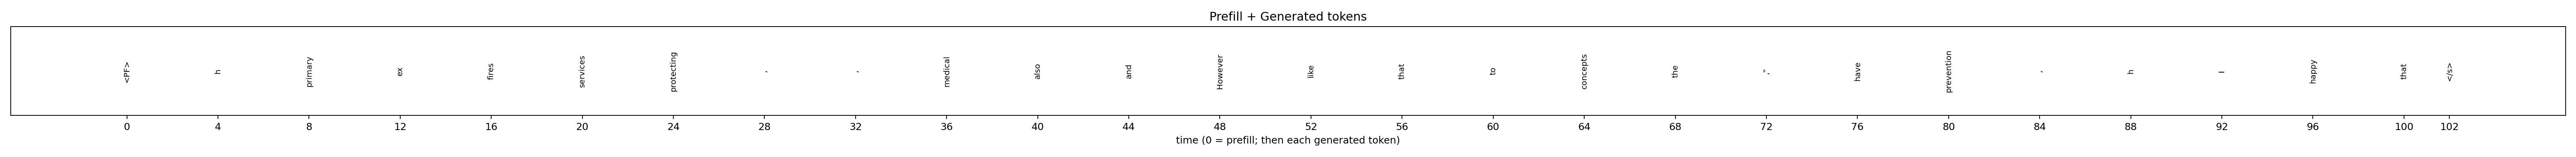 Prefill + Generated tokens
<PF> h primary ex fires services protecting , , medical also and However like that to concepts the ", have prevention , h I happy that </s>
0 4 8 12 16 20 24 28 32 36 40 44 48 52 56 60 64 68 72 76 80 84 88 92 96 100 102
time (0 = prefill; then each generated token)